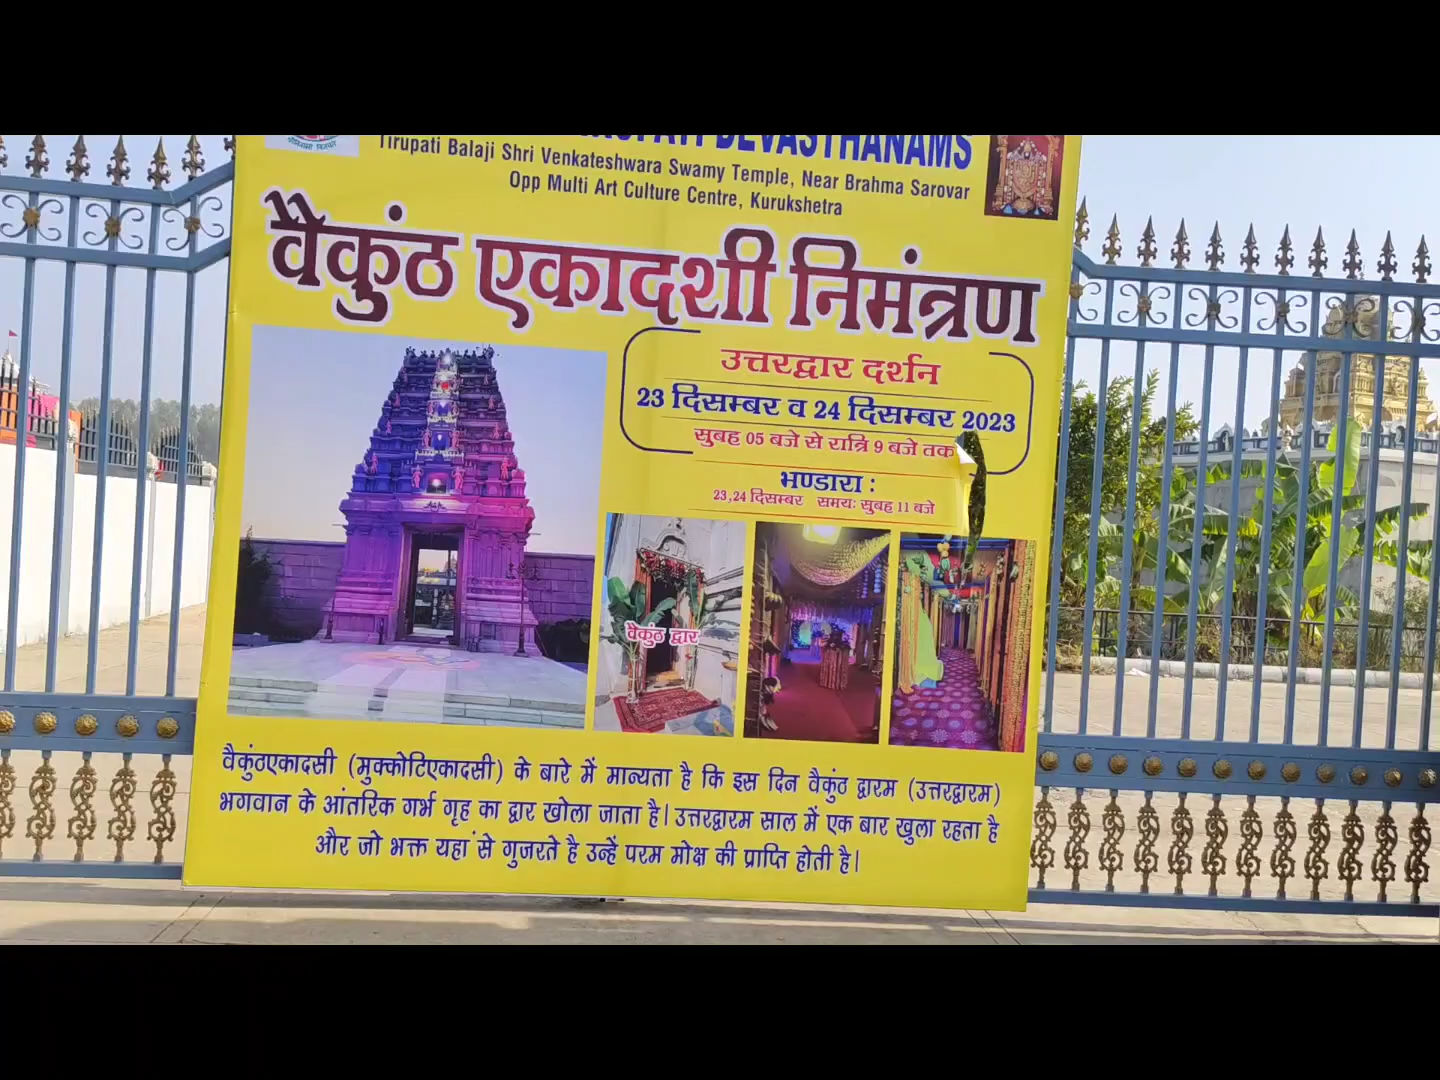 DEVASTHANAMS
Tirupati Balaji Shri Venkateshwara Swamy Temple, Near Brahma Sarovar
Opp Multi Art Culture Centre, Kurukshetra
वैकुंठ एकादशी निमंत्रण
उत्तरद्वार दर्शन
23 दिसम्बर व 24 दिसम्बर 2023
सुबह 05 बजे से रात्रि 9 बजे तक
भण्डारा :
23,24 दिसम्बर समय: सुबह 11 बजे
वैकुंठ द्वार
वैकुंठएकादसी (मुक्कोटिएकादसी) के बारे में मान्यता है कि इस दिन वैकुंठ द्वारम (उत्तरद्वारम)
भगवान के आंतरिक गर्भ गृह का द्वार खोला जाता है। उत्तरद्वारम साल में एक बार खुला रहता है
और जो भक्त यहां से गुजरते है उन्हें परम मोक्ष की प्राप्ति होती है।